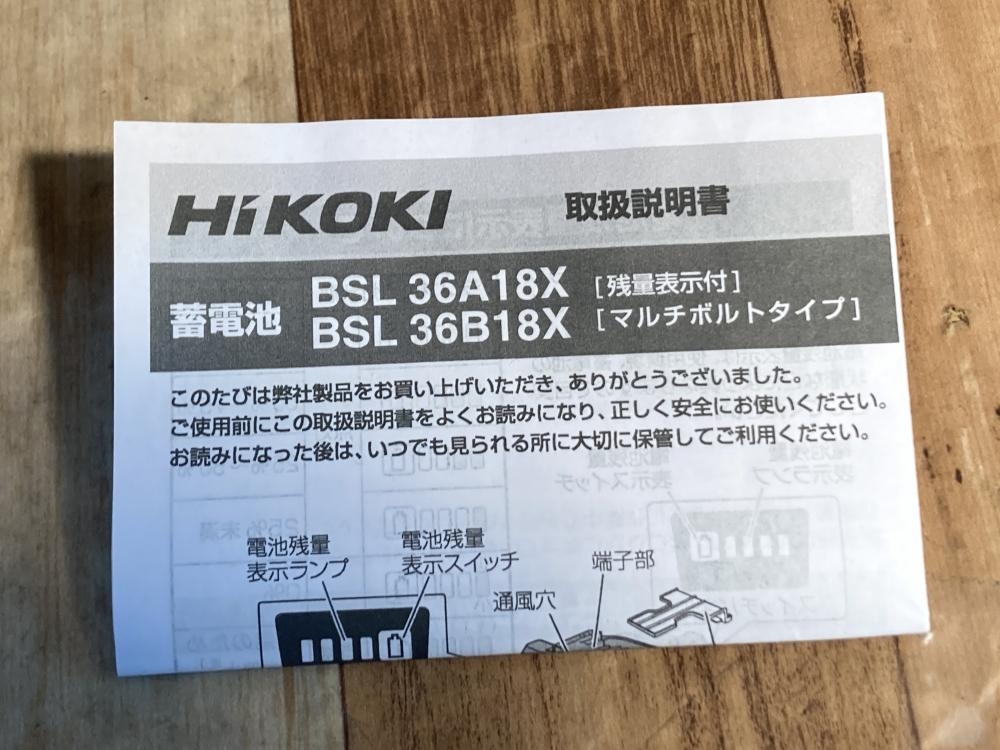 HiKOKI 取扱説明書
蓄電池
BSL 36A18X [残量表示付]
BSL 36B18X [マルチボルトタイプ]
このたびは弊社製品をお買い上げいただき、ありがとうございました。
ご使用前にこの取扱説明書をよくお読みになり、正しく安全にお使いください。
お読みになった後は、いつでも見られる所に大切に保管してご利用ください。
電池残量
表示ランプ
電池残量
表示スイッチ
端子部
通風穴